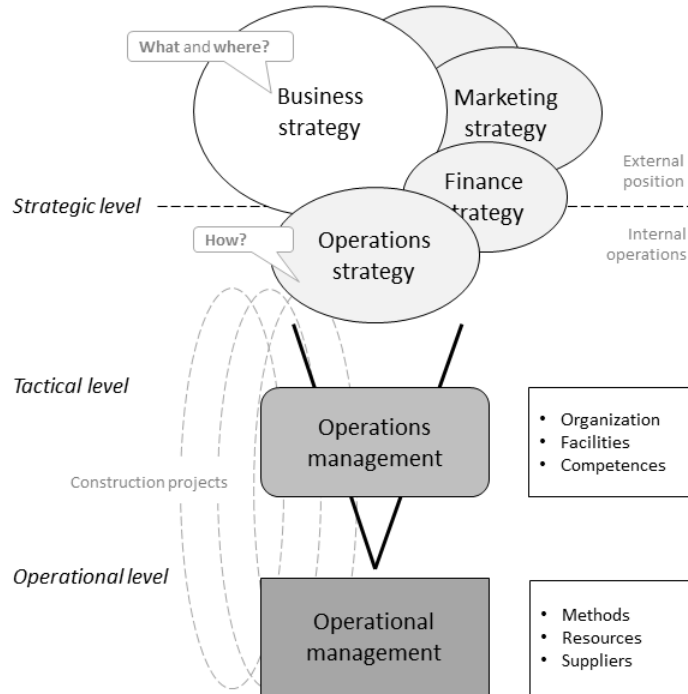 What and where?
Business
strategy
Marketing
strategy
External
position
Finance
strategy
Strategic level
Internal
operations
How?
Operations
strategy
Tactical level
Operations
management
• Organization
• Facilities
• Competences
Construction projects
Operational level
Operational
management
• Methods
• Resources
• Suppliers